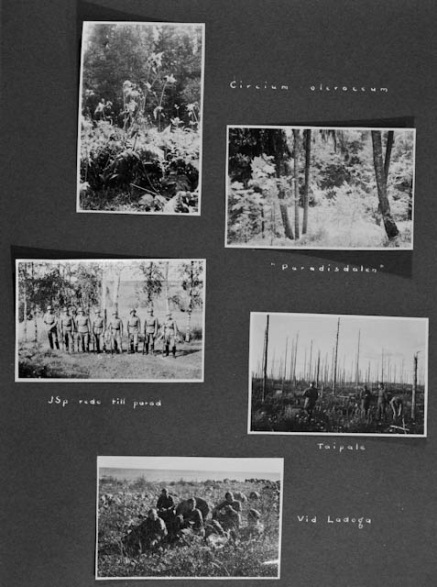 Circium oleraceum
"Paradisdalen"
JSp redo till parad
Taipale
Vid Ladoga